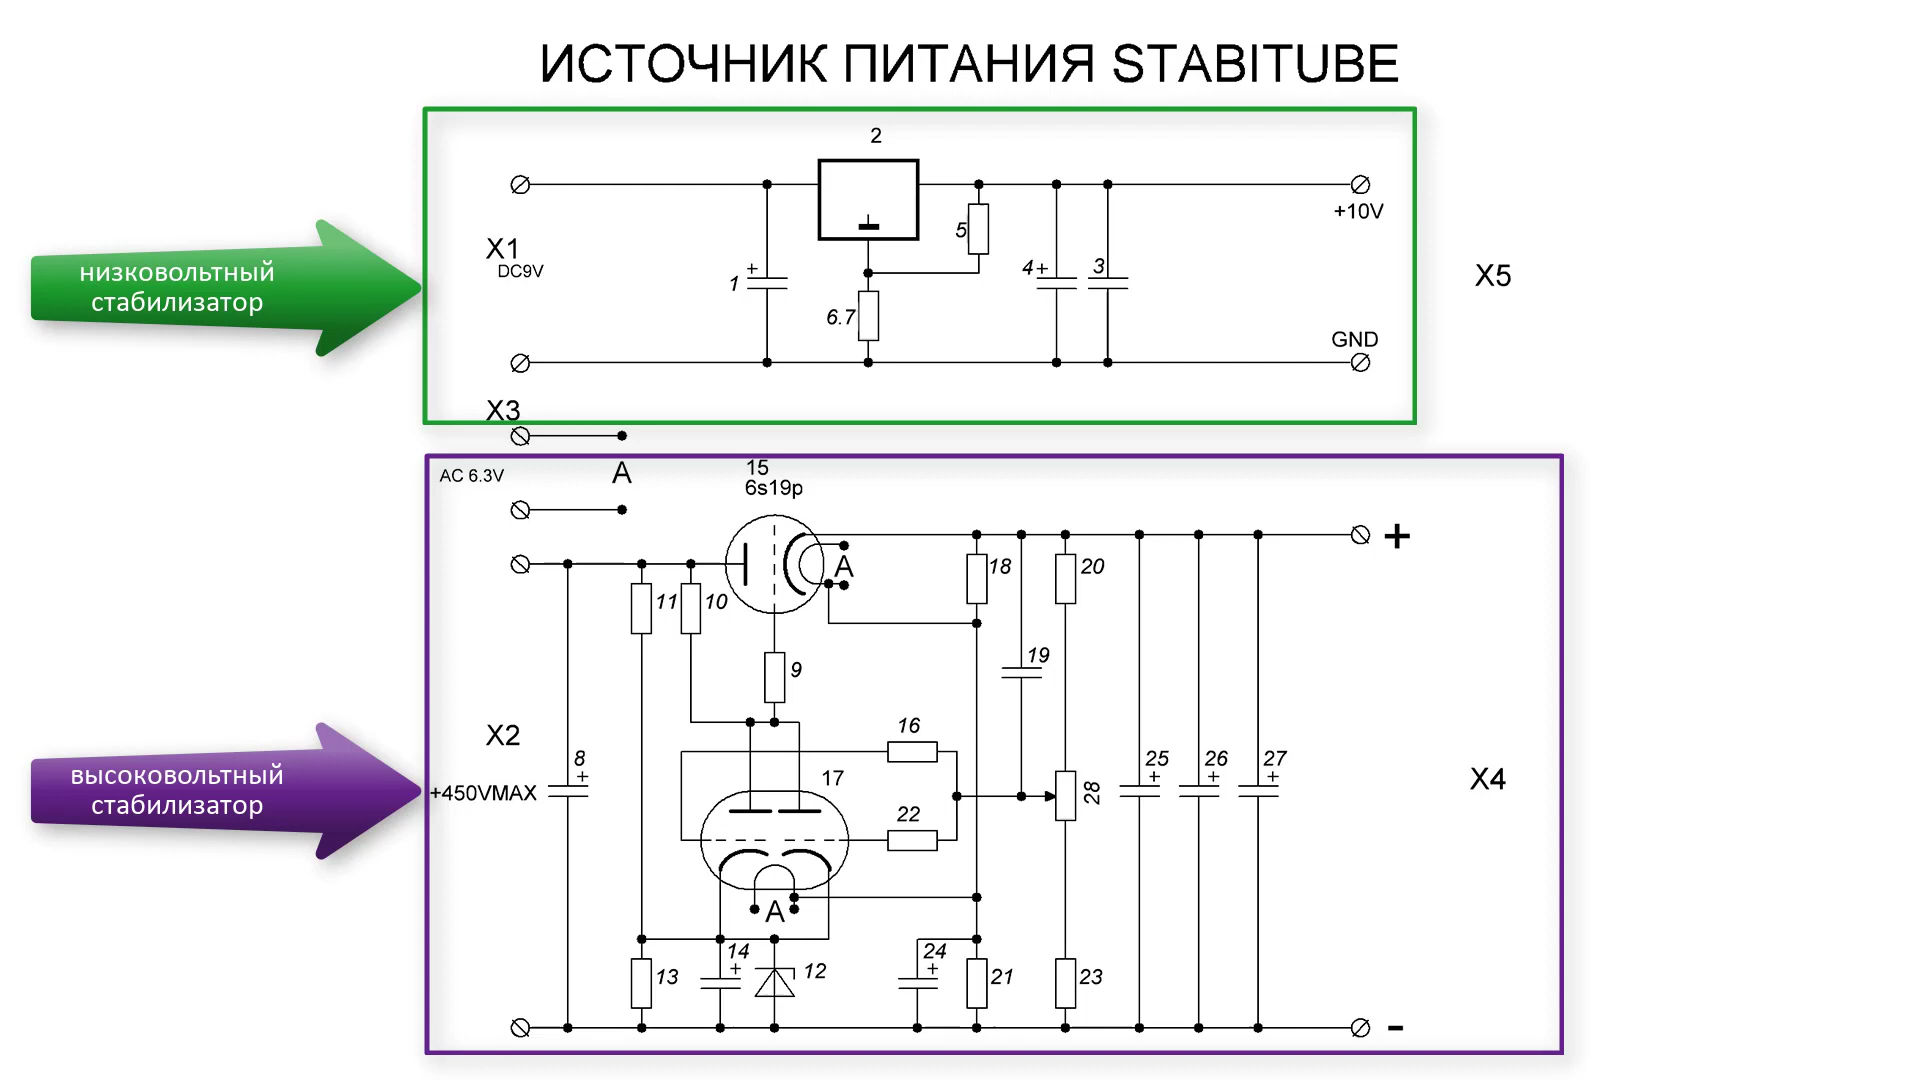 ИСТОЧНИК ПИТАНИЯ STABITUBE
2
+10V
5
X1
DC9V
низковольтный
стабилизатор
1
+
4+
3
X5
6.7
GND
X3
AC 6.3V
A
15
6s19p
+
A
18
20
11
10
19
9
X2
16
+450VMAX
8
+
17
25
+
26
+
27
+
X4
28
высоковольтный
стабилизатор
22
A
14
+
12
13
24
+
21
23
-